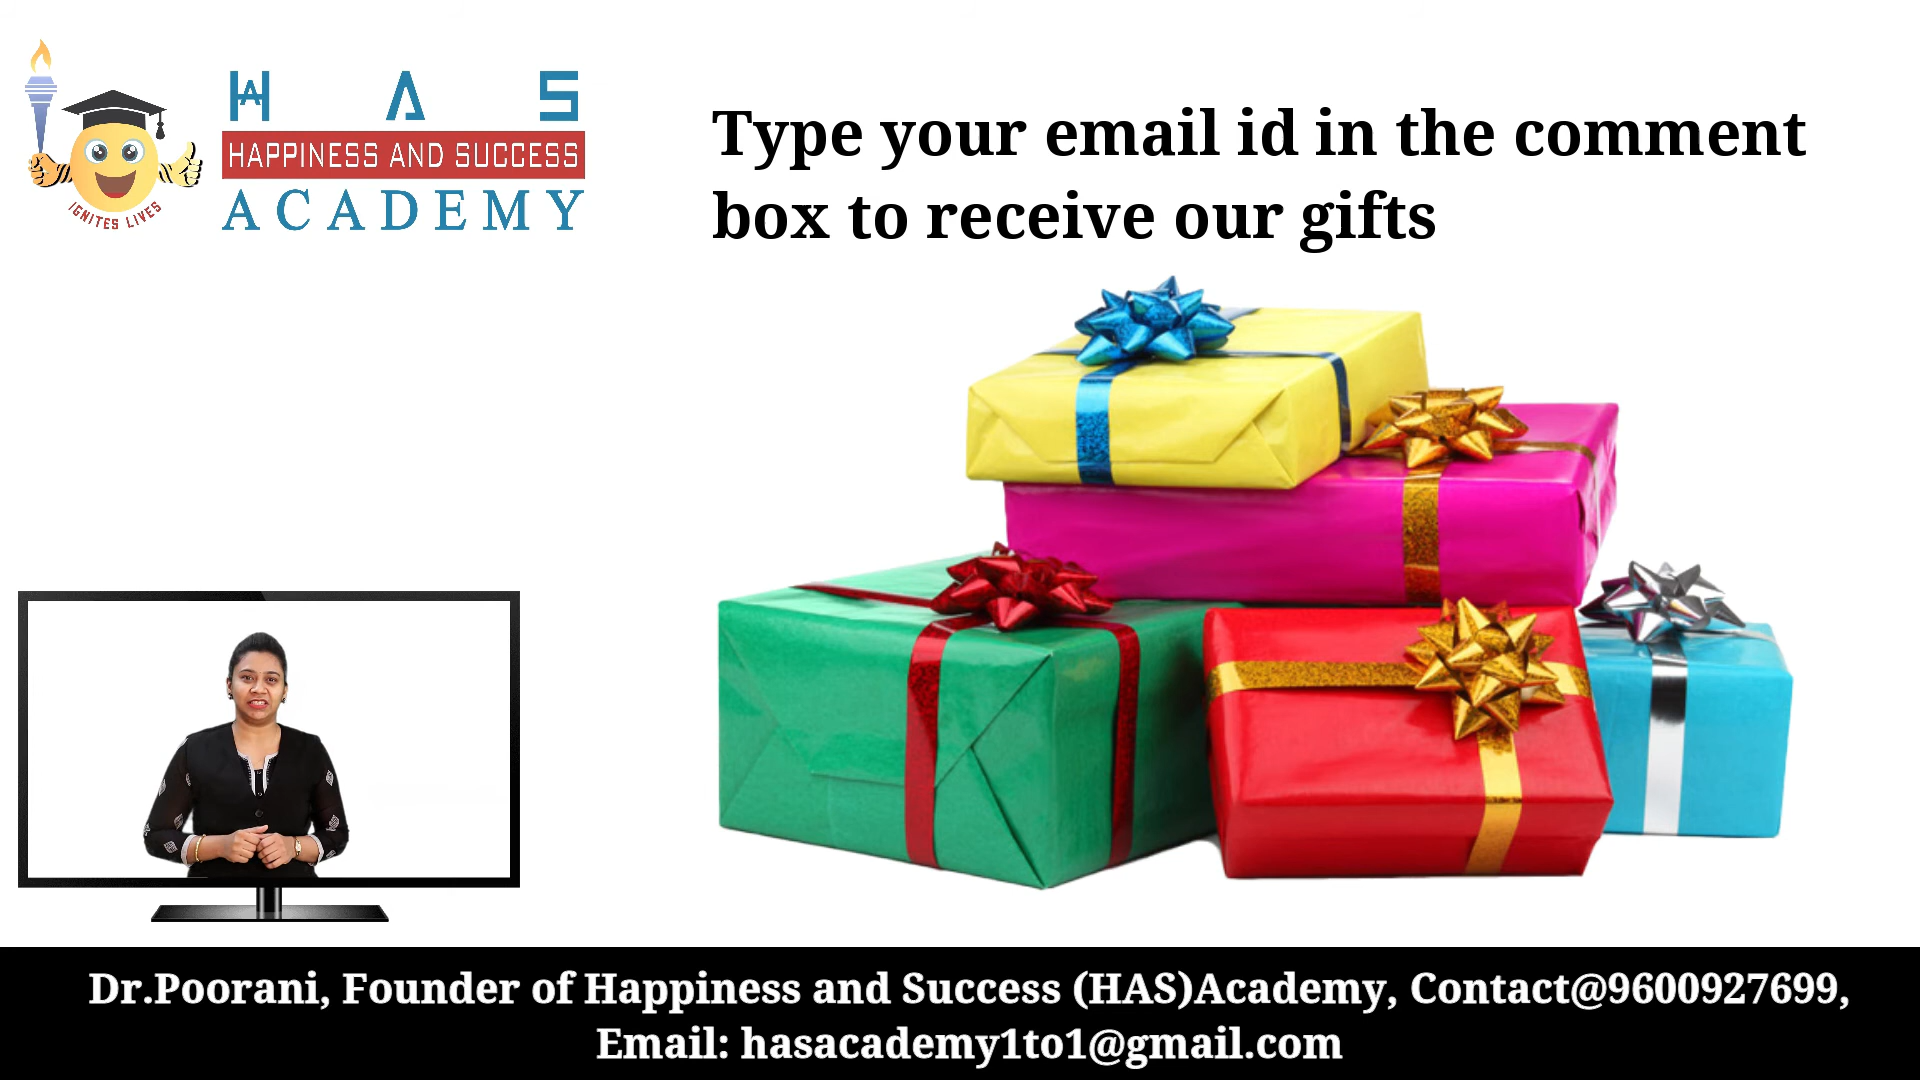 H A S
HAPPINESS AND SUCCESS
ACADEMY
IGNITES LIVES
Type your email id in the comment
box to receive our gifts
Dr.Poorani, Founder of Happiness and Success (HAS)Academy, Contact@9600927699,
Email: hasacademy1to1@gmail.com